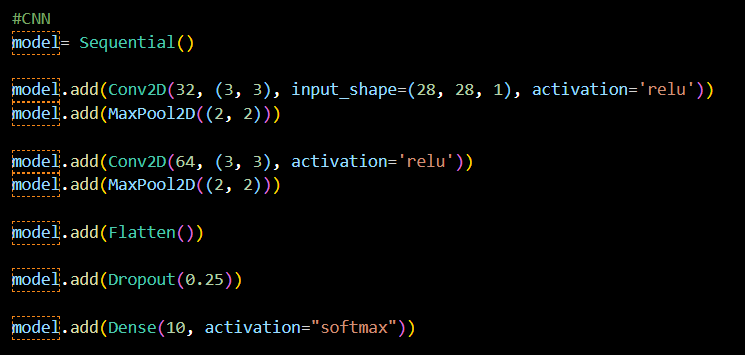 #CNN
model= Sequential()
model.add(Conv2D(32, (3, 3), input_shape=(28, 28, 1), activation='relu'))
model.add(MaxPool2D((2, 2)))
model.add(Conv2D(64, (3, 3), activation='relu'))
model.add(MaxPool2D((2, 2)))
model.add(Flatten())
model.add(Dropout(0.25))
model.add(Dense(10, activation="softmax"))